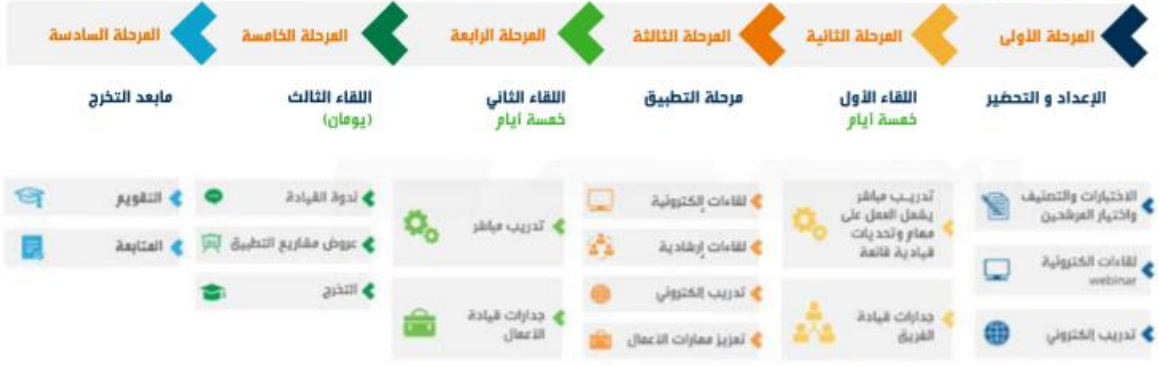 المرحلة الأولى
المرحلة الثانية
المرحلة الثالثة
المرحلة الرابعة
المرحلة الخامسة
المرحلة السادسة
الإعداد و التحضير
اللقاء الأول
خمسة أيام
مرحلة التطبيق
اللقاء الثاني
خمسة أيام
اللقاء الثالث
(يومان)
مابعد التخرج
الاختبارات والتصنيف
واختيار المرشحين
لقاءات الكترونية
webinar
تدريب إلكتروني
تدريب مباشر
يشمل العمل على
مهام وتحديات
قيادية قائمة
جدارات قيادة
الفريق
لقاءات إلكترونية
لقاءات إرشادية
تدريب إلكتروني
تعزيز مهارات الأعمال
تدريب مباشر
جدارات قيادة
الأعمال
ندوة القيادة
عروض مشاريع التطبيق
التخرج
التقويم
المتابعة